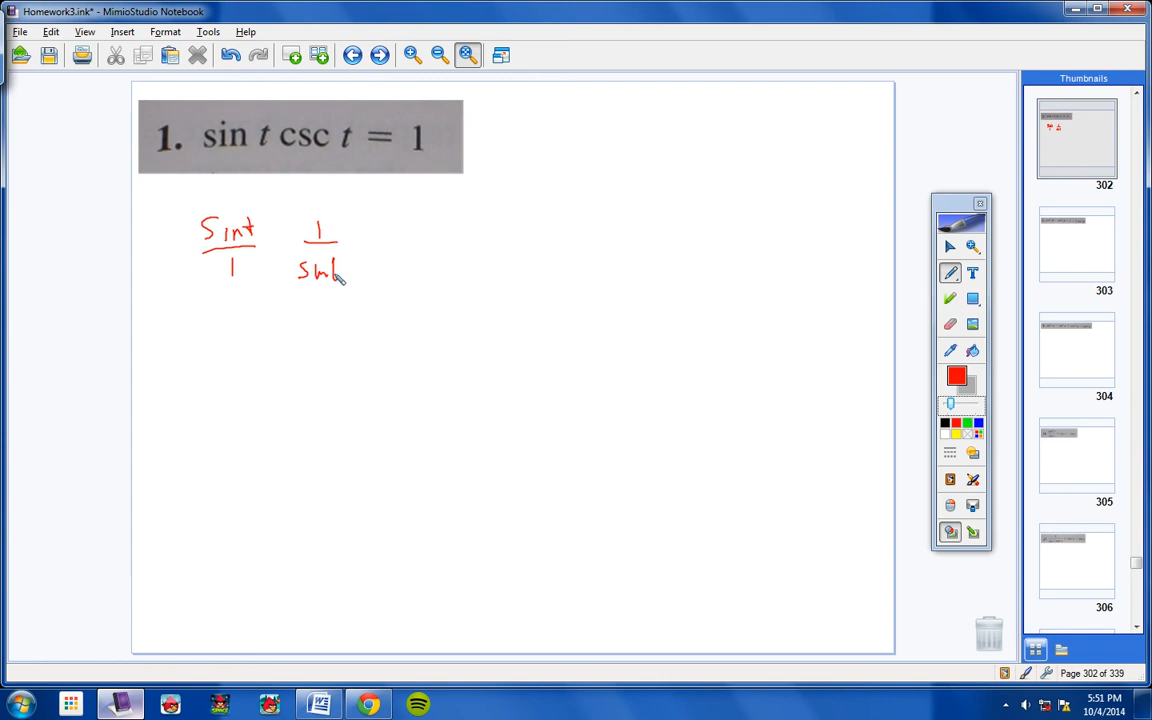 Homework3.ink* - MimioStudio Notebook
File Edit View Insert Format Tools Help
Thumbnails
1. sin t csc t = 1
Sint 1
1 sint
302
303
304
305
306
Page 302 of 339
5:51 PM
10/4/2014